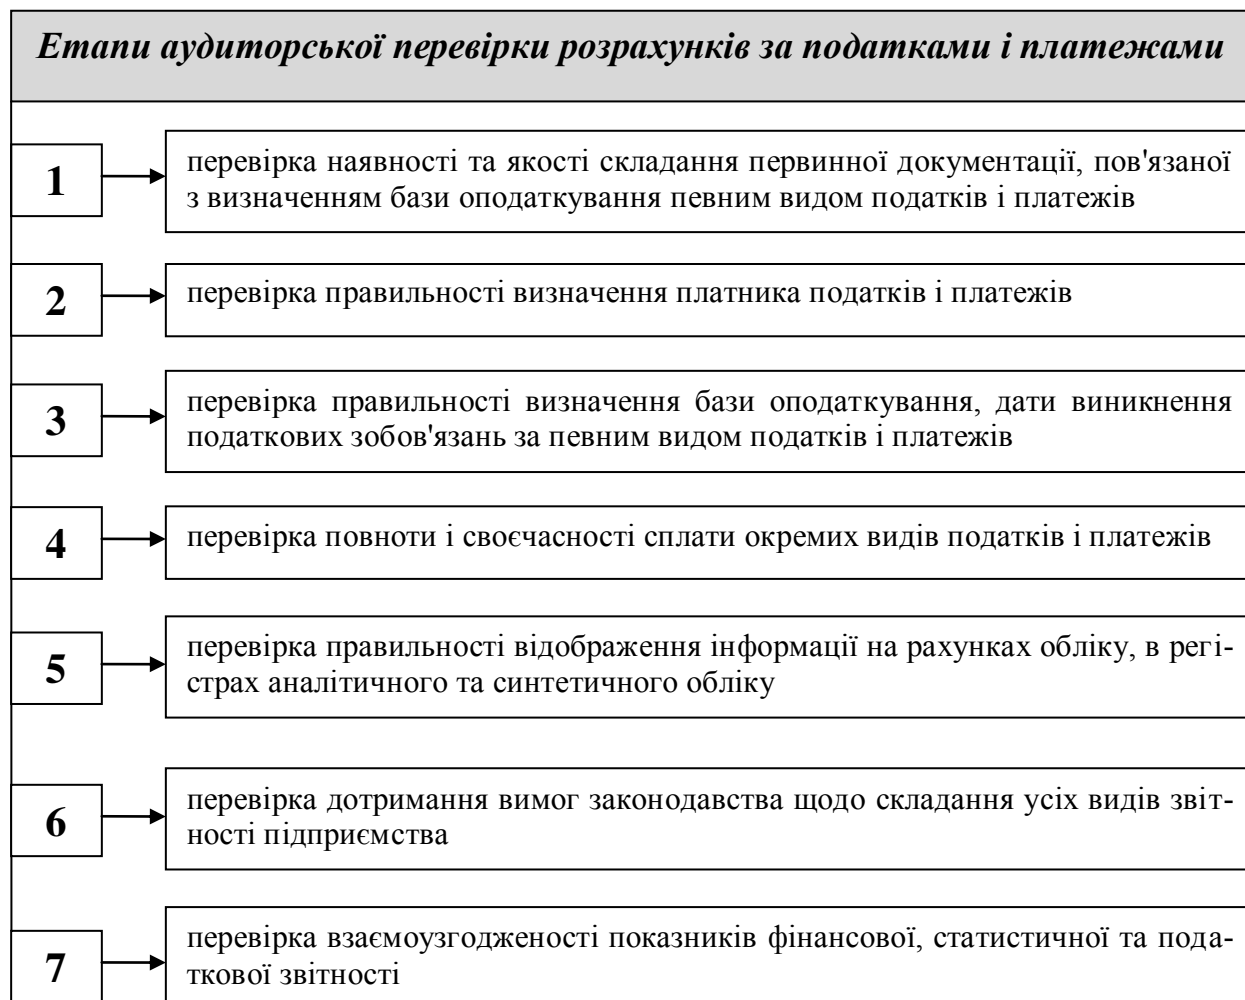 Етапи аудиторської перевірки розрахунків за податками і платежами
1
перевірка наявності та якості складання первинної документації, пов'язаної
з визначенням бази оподаткування певним видом податків і платежів
2
перевірка правильності визначення платника податків і платежів
3
перевірка правильності визначення бази оподаткування, дати виникнення
податкових зобов'язань за певним видом податків і платежів
4
перевірка повноти і своєчасності сплати окремих видів податків і платежів
5
перевірка правильності відображення інформації на рахунках обліку, в регі-
страх аналітичного та синтетичного обліку
6
перевірка дотримання вимог законодавства щодо складання усіх видів звіт-
ності підприємства
7
перевірка взаємоузгодженості показників фінансової, статистичної та пода-
ткової звітності